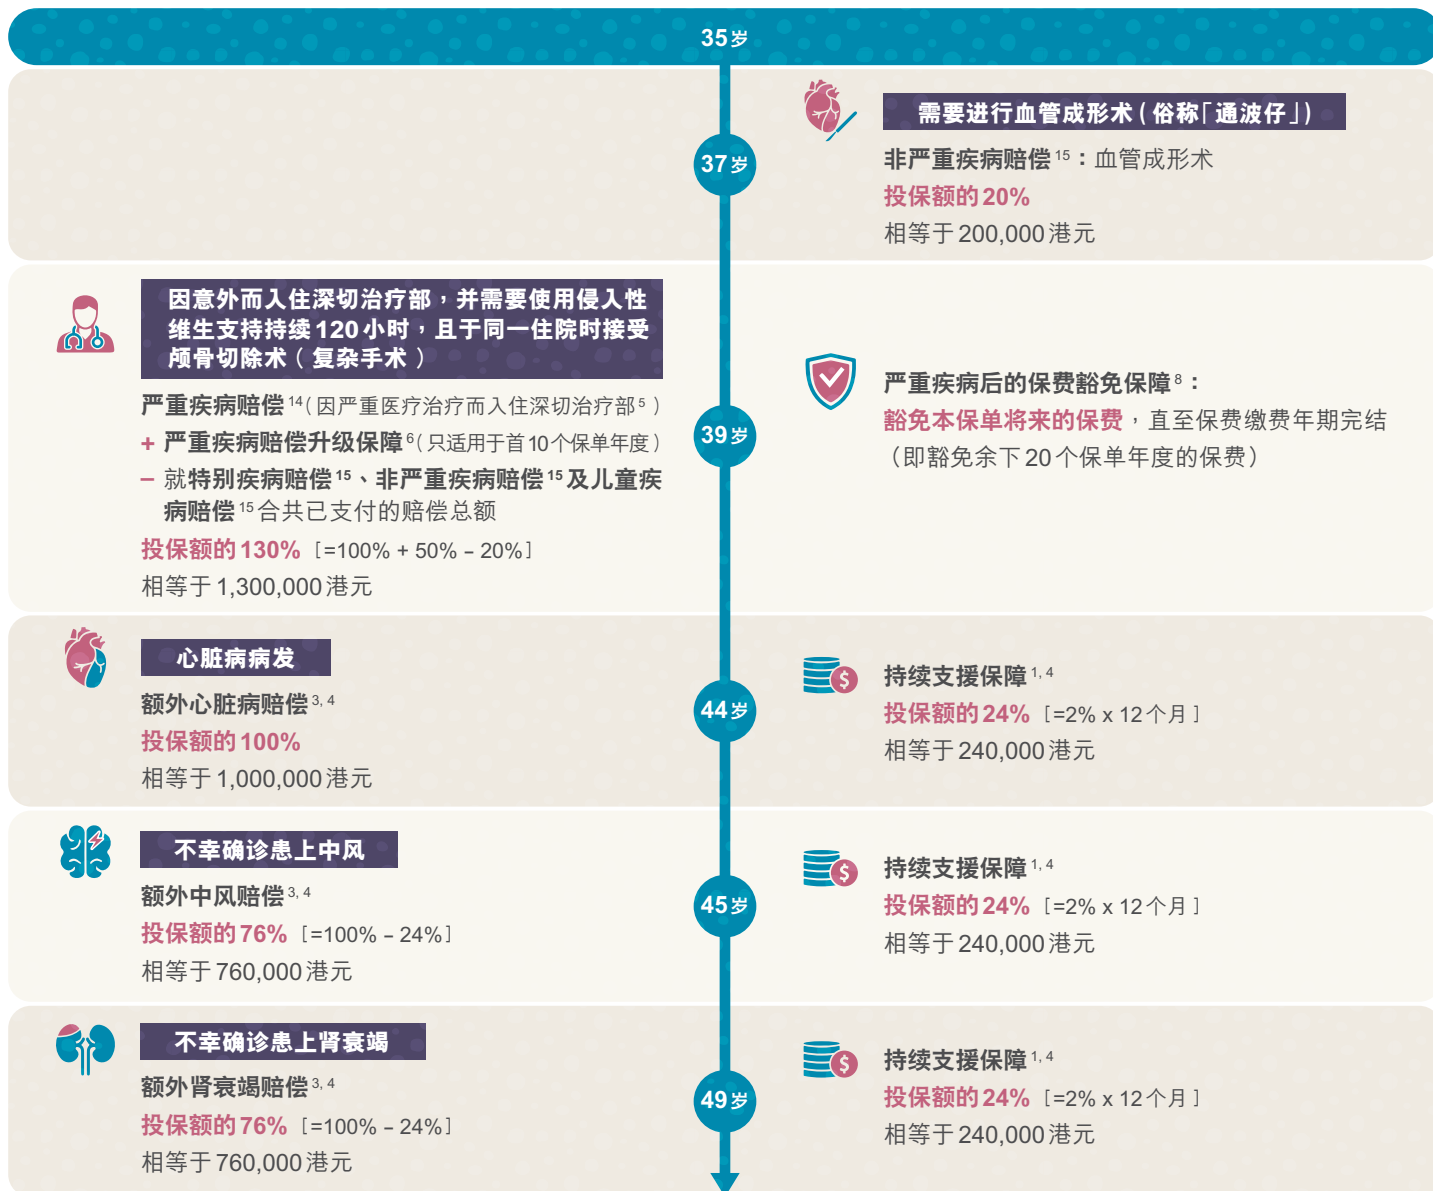 35岁
37岁
需要进行血管成形术(俗称「通波仔」)
非严重疾病赔偿15：血管成形术
投保额的20%
相等于200,000港元
因意外而入住深切治疗部，并需要使用侵入性
维生支持持续120小时，且于同一住院时接受
颅骨切除术（复杂手术）
严重疾病赔偿14(因严重医疗治疗而入住深切治疗部5)
+ 严重疾病赔偿升级保障6(只适用于首10个保单年度)
– 就特别疾病赔偿15、非严重疾病赔偿15及儿童疾
病赔偿15合共已支付的赔偿总额
投保额的130% [=100% + 50% – 20%]
相等于1,300,000港元
39岁
严重疾病后的保费豁免保障8：
豁免本保单将来的保费，直至保费缴费年期完结
（即豁免余下20个保单年度的保费）
心脏病病发
额外心脏病赔偿3, 4
投保额的100%
相等于1,000,000港元
44岁
持续支援保障1, 4
投保额的24% [=2% x 12个月]
相等于240,000港元
不幸确诊患上中风
额外中风赔偿3, 4
投保额的76% [=100% – 24%]
相等于760,000港元
45岁
持续支援保障1, 4
投保额的24% [=2% x 12个月]
相等于240,000港元
不幸确诊患上肾衰竭
额外肾衰竭赔偿3, 4
投保额的76% [=100% – 24%]
相等于760,000港元
49岁
持续支援保障1, 4
投保额的24% [=2% x 12个月]
相等于240,000港元